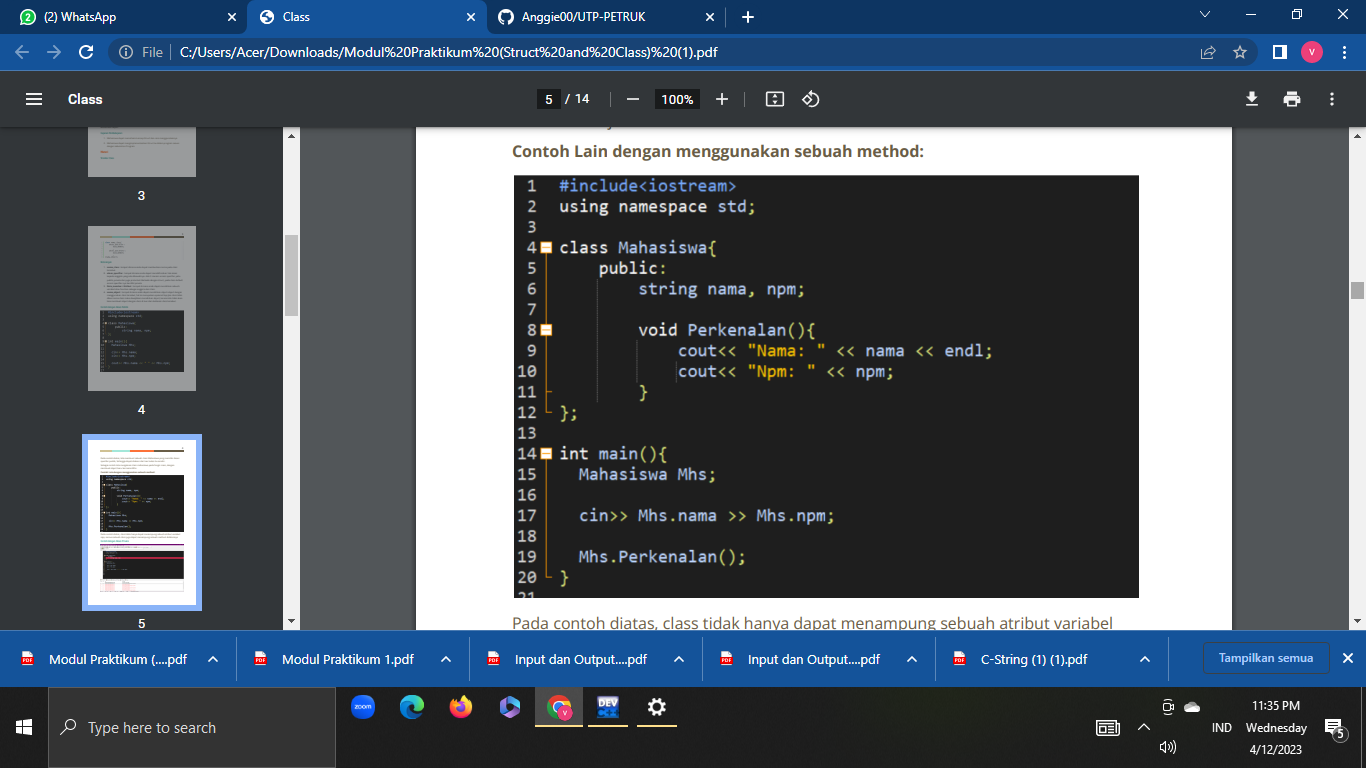 (2) WhatsApp
Class
Anggie00/UTP-PETRUK
File
C:/Users/Acer/Downloads/Modul%20Praktikum%20(Struct%20and%20Class)%20(1).pdf
V
Class
5 / 14
100%
3
4
5
Contoh Lain dengan menggunakan sebuah method:
1 #include<iostream>
2 using namespace std;
3
4 class Mahasiswa{
5 public:
6 string nama, npm;
7
8 void Perkenalan(){
9 cout<< "Nama: " << nama << endl;
10 cout<< "Npm: " << npm;
11 }
12 };
13
14 int main(){
15 Mahasiswa Mhs;
16
17 cin>> Mhs.nama >> Mhs.npm;
18
19 Mhs.Perkenalan();
20 }
21
Pada contoh diatas, class tidak hanya dapat menampung sebuah atribut variabel
Modul Praktikum (....pdf
Modul Praktikum 1.pdf
Input dan Output....pdf
Input dan Output....pdf
C-String (1) (1).pdf
Tampilkan semua
Type here to search
zoom
V
DEV
C++
IND
11:35 PM
Wednesday
4/12/2023
5